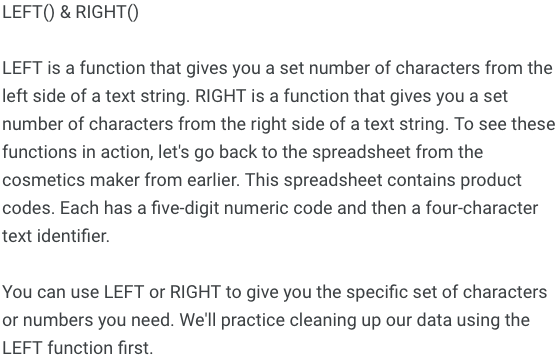 LEFT() & RIGHT()
LEFT is a function that gives you a set number of characters from the
left side of a text string. RIGHT is a function that gives you a set
number of characters from the right side of a text string. To see these
functions in action, let's go back to the spreadsheet from the
cosmetics maker from earlier. This spreadsheet contains product
codes. Each has a five-digit numeric code and then a four-character
text identifier.
You can use LEFT or RIGHT to give you the specific set of characters
or numbers you need. We'll practice cleaning up our data using the
LEFT function first.